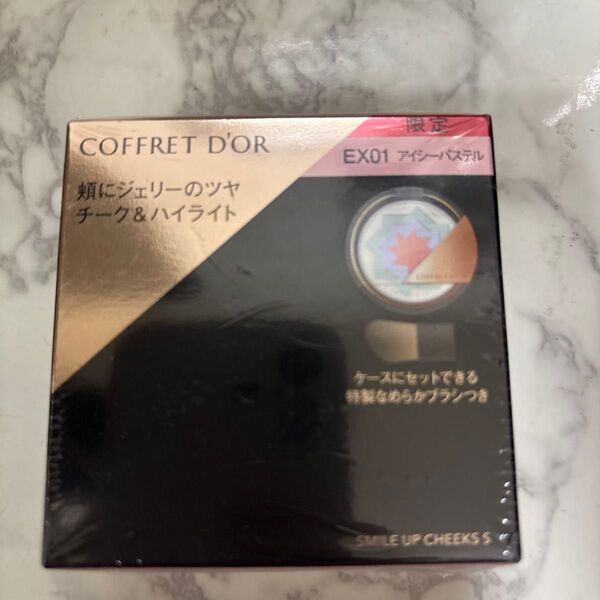 限定
COFFRET D'OR
EX01 アイシーパステル
頬にジェリーのツヤ
チーク&ハイライト
COFFRET D'OR
ケースにセットできる
特製なめらかブラシつき
SMILE UP CHEEKS S